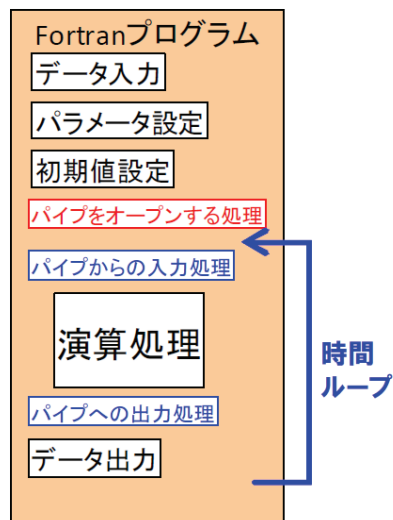 Fortranプログラム
データ入力
パラメータ設定
初期値設定
パイプをオープンする処理
パイプからの入力処理
演算処理
パイプへの出力処理
データ出力
時間
ループ